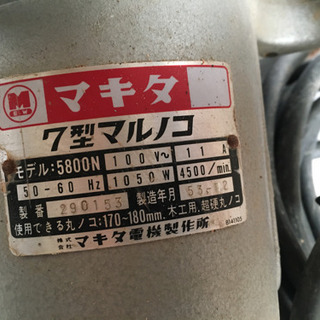 マキタ
7型マルノコ
モデル:5800N 100V~ 11A
50-60Hz 1050W 4500/min
製番 290153 製造年月 53-12
使用できる丸ノコ:170~180mm.木工用、超硬丸ノコ
株式会社 マキタ電機製作所